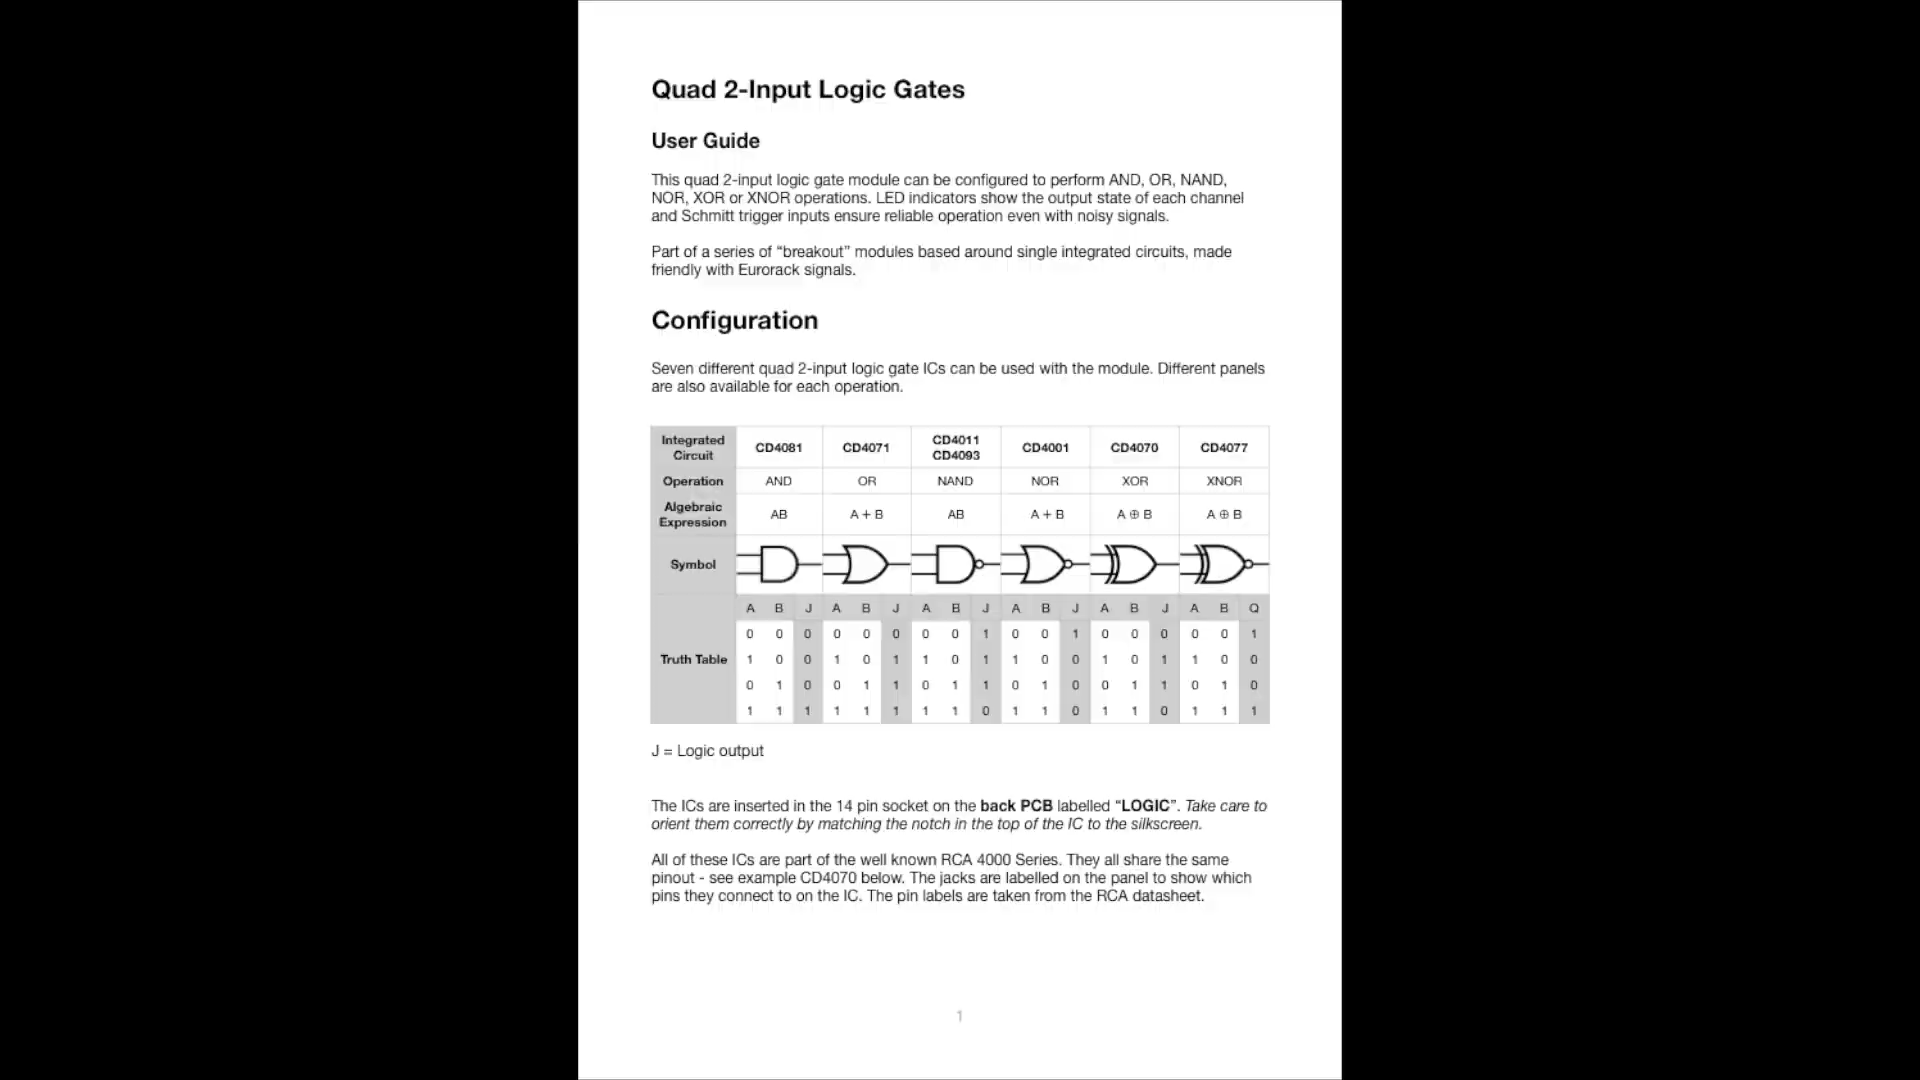 Quad 2-Input Logic Gates
User Guide
This quad 2-input logic gate module can be configured to perform AND, OR, NAND,
NOR, XOR or XNOR operations. LED indicators show the output state of each channel
and Schmitt trigger inputs ensure reliable operation even with noisy signals.
Part of a series of “breakout” modules based around single integrated circuits, made
friendly with Eurorack signals.
Configuration
Seven different quad 2-input logic gate ICs can be used with the module. Different panels
are also available for each operation.
Integrated Circuit CD4081 CD4071 CD4011 CD4093 CD4001 CD4070 CD4077
Operation AND OR NAND NOR XOR XNOR
Algebraic Expression AB A + B AB A + B A ⊕ B A ⊕ B
Symbol
A B J A B J A B J A B J A B J A B Q
0 0 0 0 0 0 0 0 1 0 0 1 0 0 0 0 0 1
Truth Table 1 0 0 1 0 1 1 0 1 1 0 0 1 0 1 1 0 0
0 1 0 0 1 1 0 1 1 0 1 0 0 1 1 0 1 0
1 1 1 1 1 1 1 1 0 1 1 0 1 1 0 1 1 1
J = Logic output
The ICs are inserted in the 14 pin socket on the back PCB labelled “LOGIC”. Take care to
orient them correctly by matching the notch in the top of the IC to the silkscreen.
All of these ICs are part of the well known RCA 4000 Series. They all share the same
pinout - see example CD4070 below. The jacks are labelled on the panel to show which
pins they connect to on the IC. The pin labels are taken from the RCA datasheet.
1